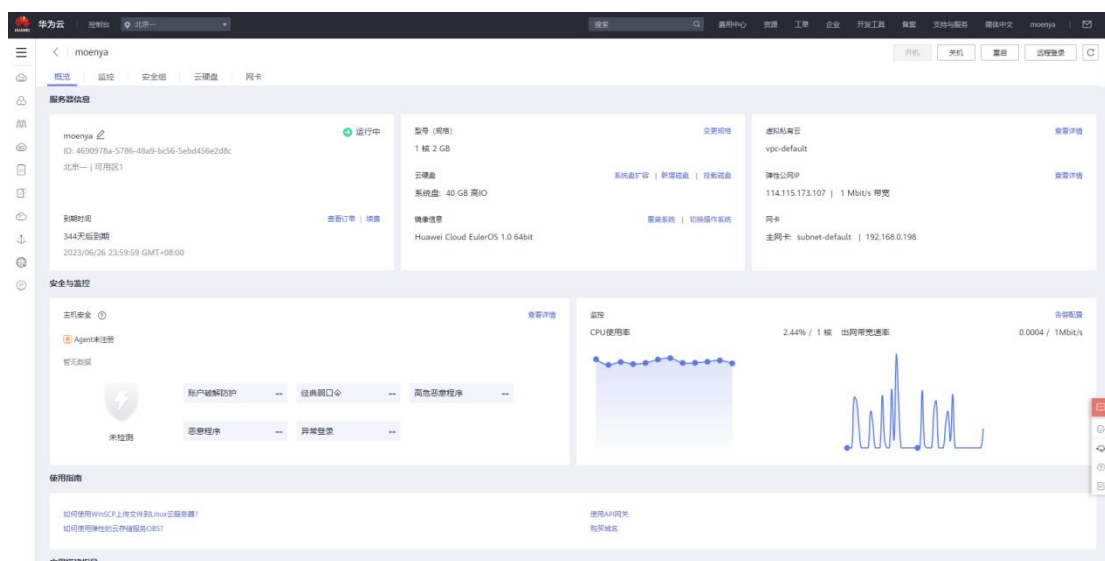 HUAWEI 华为云 控制台 北京一 搜索 费用中心 资源 工单 企业 开发工具 备案 支持与服务 简体中文 moenya
moenya 开机 关机 重启 远程登录
概览 监控 安全组 云硬盘 网卡
服务器信息
moenya 运行中
ID: 4690978a-5786-48a9-bc56-5ebd456e2d8c
北京一 | 可用区1
到期时间 查看订单 | 续费
344天后到期
2023/06/26 23:59:59 GMT+08:00
型号 (规格) 变更规格
1 核 2 GB
云硬盘 系统盘扩容 | 新增磁盘 | 挂载磁盘
系统盘: 40 GB 高IO
镜像信息 重装系统 | 切换操作系统
Huawei Cloud EulerOS 1.0 64bit
虚拟私有云 查看详情
vpc-default
弹性公网IP 查看详情
114.115.173.107 | 1 Mbit/s 带宽
网卡
主网卡: subnet-default | 192.168.0.198
安全与监控
主机安全 查看详情
Agent未注册
暂无数据
未检测
账户破解防护 -- 经典弱口令 -- 高危恶意程序 --
恶意程序 -- 异常登录 --
监控 告警配置
CPU使用率 2.44% / 1 核 出网带宽速率 0.0004 / 1Mbit/s
使用指南
如何使用WinSCP上传文件到Linux云服务器? 使用API网关
如何使用弹性的云存储服务OBS? 购买域名